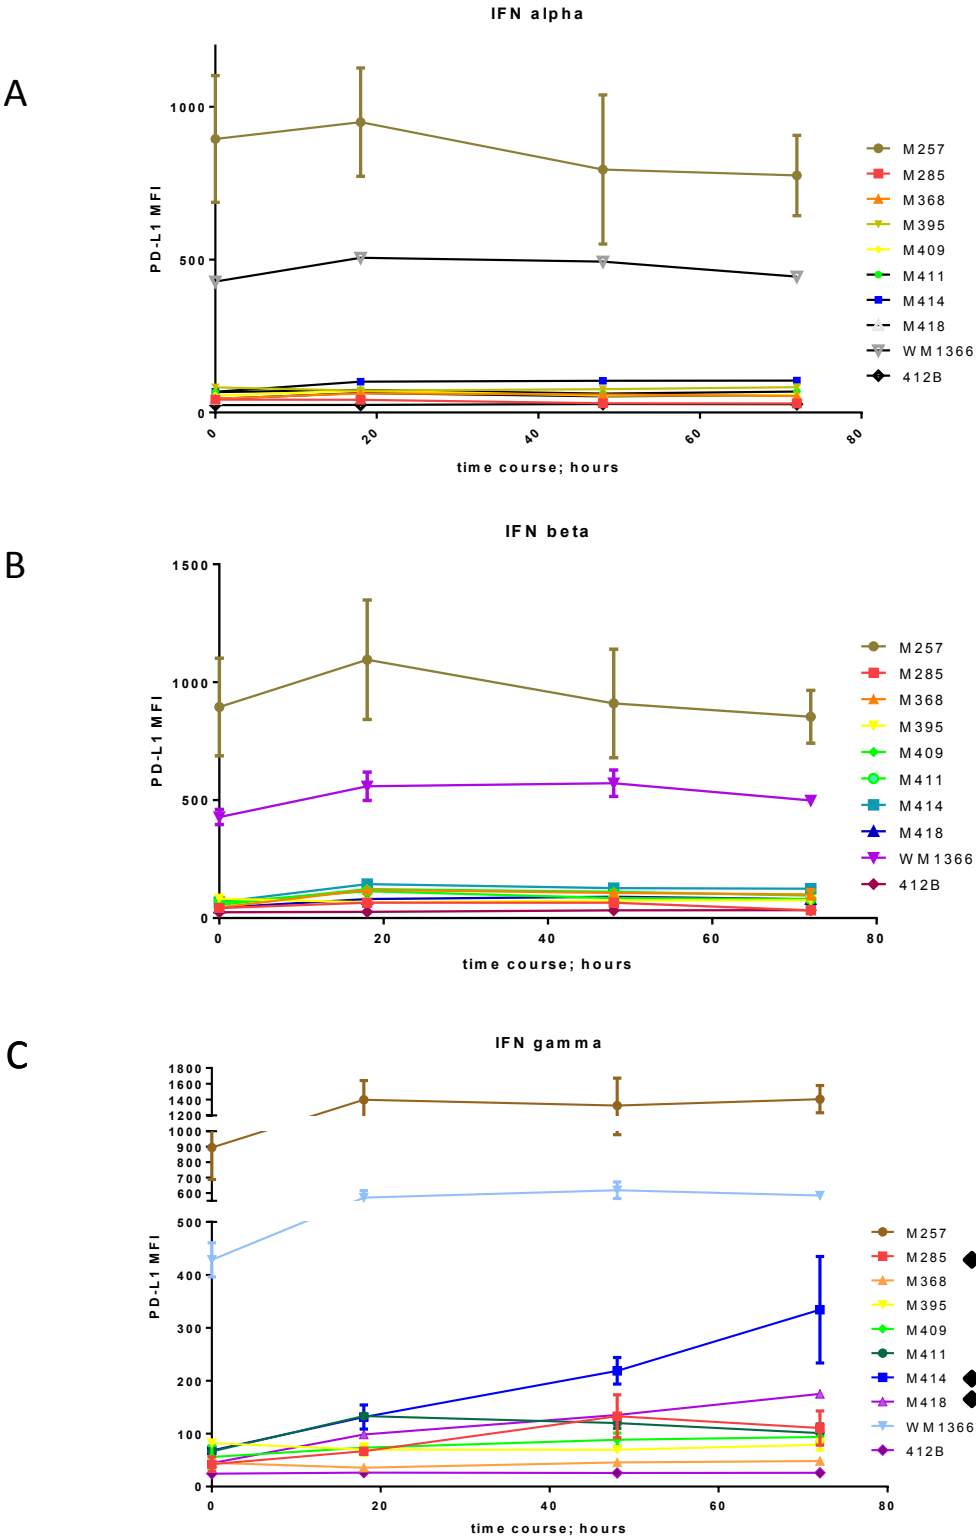 IFN alpha
A
1000
500
0
PD-L1 MFI
0 20 40 60 80
time course; hours
M257
M285
M368
M395
M409
M411
M414
M418
WM1366
412B
IFN beta
B
1500
1000
500
0
PD-L1 MFI
0 20 40 60 80
time course; hours
M257
M285
M368
M395
M409
M411
M414
M418
WM1366
412B
IFN gamma
C
1800
1600
1400
1200
1000
900
800
700
600
500
400
300
200
100
0
PD-L1 MFI
0 20 40 60 80
time course; hours
M257
M285
M368
M395
M409
M411
M414
M418
WM1366
412B